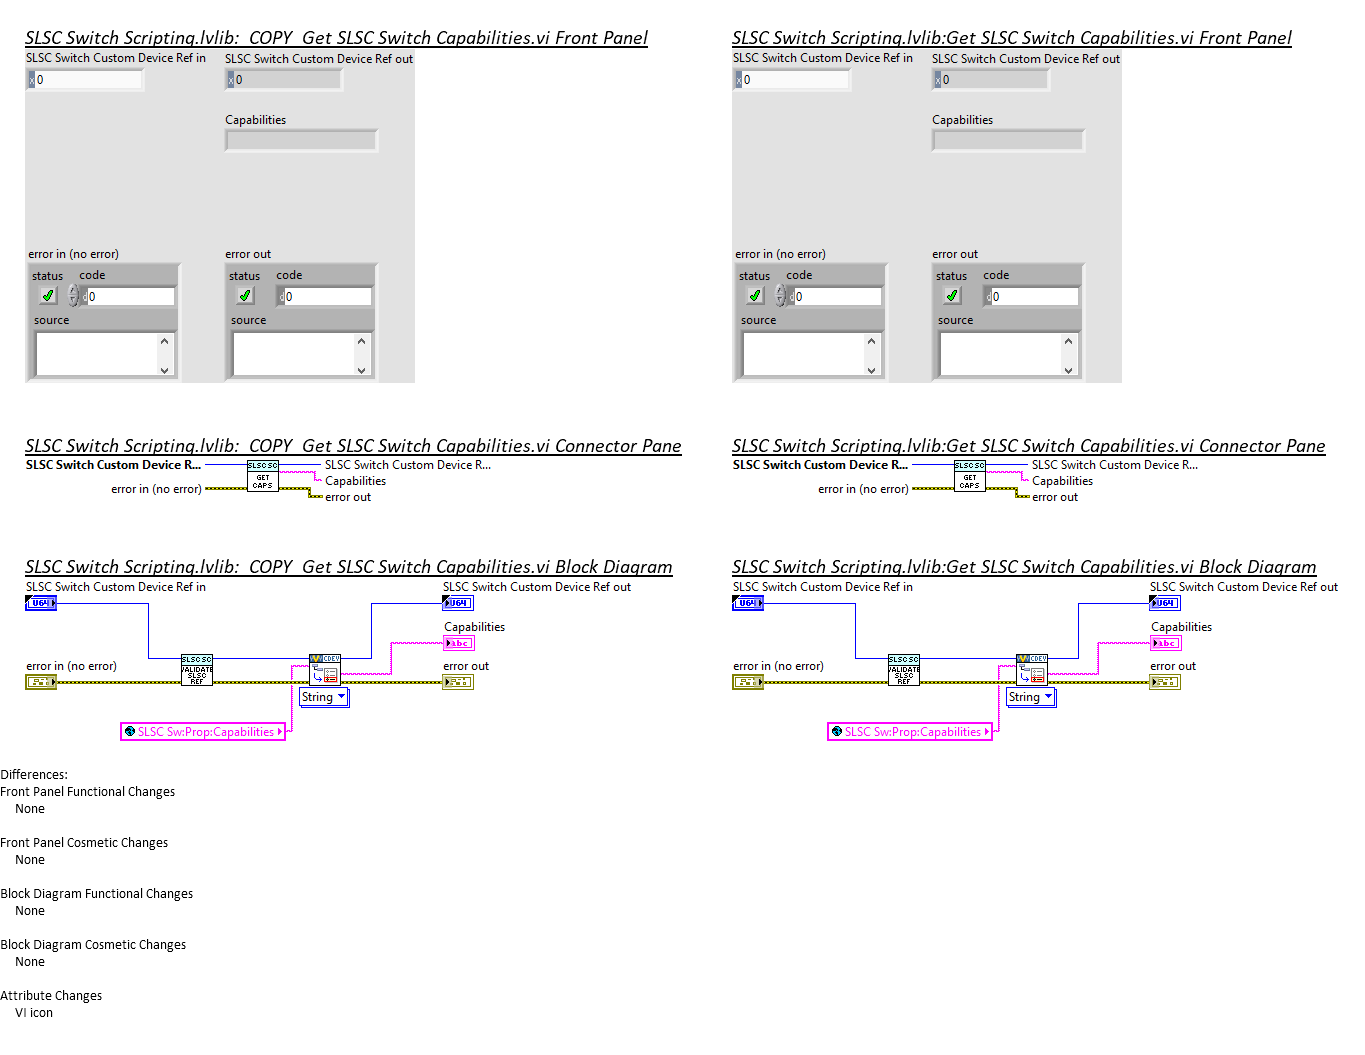 SLSC Switch Scripting.lvlib:_COPY_Get SLSC Switch Capabilities.vi Front Panel
SLSC Switch Custom Device Ref in
SLSC Switch Custom Device Ref out
x 0
x 0
Capabilities
error in (no error)
error out
status code
status code
d 0
d 0
source
source
SLSC Switch Scripting.lvlib:Get SLSC Switch Capabilities.vi Front Panel
SLSC Switch Custom Device Ref in
SLSC Switch Custom Device Ref out
x 0
x 0
Capabilities
error in (no error)
error out
status code
status code
d 0
d 0
source
source
SLSC Switch Scripting.lvlib:_COPY_Get SLSC Switch Capabilities.vi Connector Pane
SLSC Switch Custom Device R...
SLSC SC
GET
CAPS
SLSC Switch Custom Device R...
Capabilities
error in (no error)
error out
SLSC Switch Scripting.lvlib:Get SLSC Switch Capabilities.vi Connector Pane
SLSC Switch Custom Device R...
SLSC SC
GET
CAPS
SLSC Switch Custom Device R...
Capabilities
error in (no error)
error out
SLSC Switch Scripting.lvlib:_COPY_Get SLSC Switch Capabilities.vi Block Diagram
SLSC Switch Custom Device Ref in
SLSC Switch Custom Device Ref out
U64
U64
Capabilities
abc
error in (no error)
SLSC SC
VALIDATE
SLSC
REF
CDEV
error out
String
SLSC Sw:Prop:Capabilities
SLSC Switch Scripting.lvlib:Get SLSC Switch Capabilities.vi Block Diagram
SLSC Switch Custom Device Ref in
SLSC Switch Custom Device Ref out
U64
U64
Capabilities
abc
error in (no error)
SLSC SC
VALIDATE
SLSC
REF
CDEV
error out
String
SLSC Sw:Prop:Capabilities
Differences:
Front Panel Functional Changes
None
Front Panel Cosmetic Changes
None
Block Diagram Functional Changes
None
Block Diagram Cosmetic Changes
None
Attribute Changes
VI icon